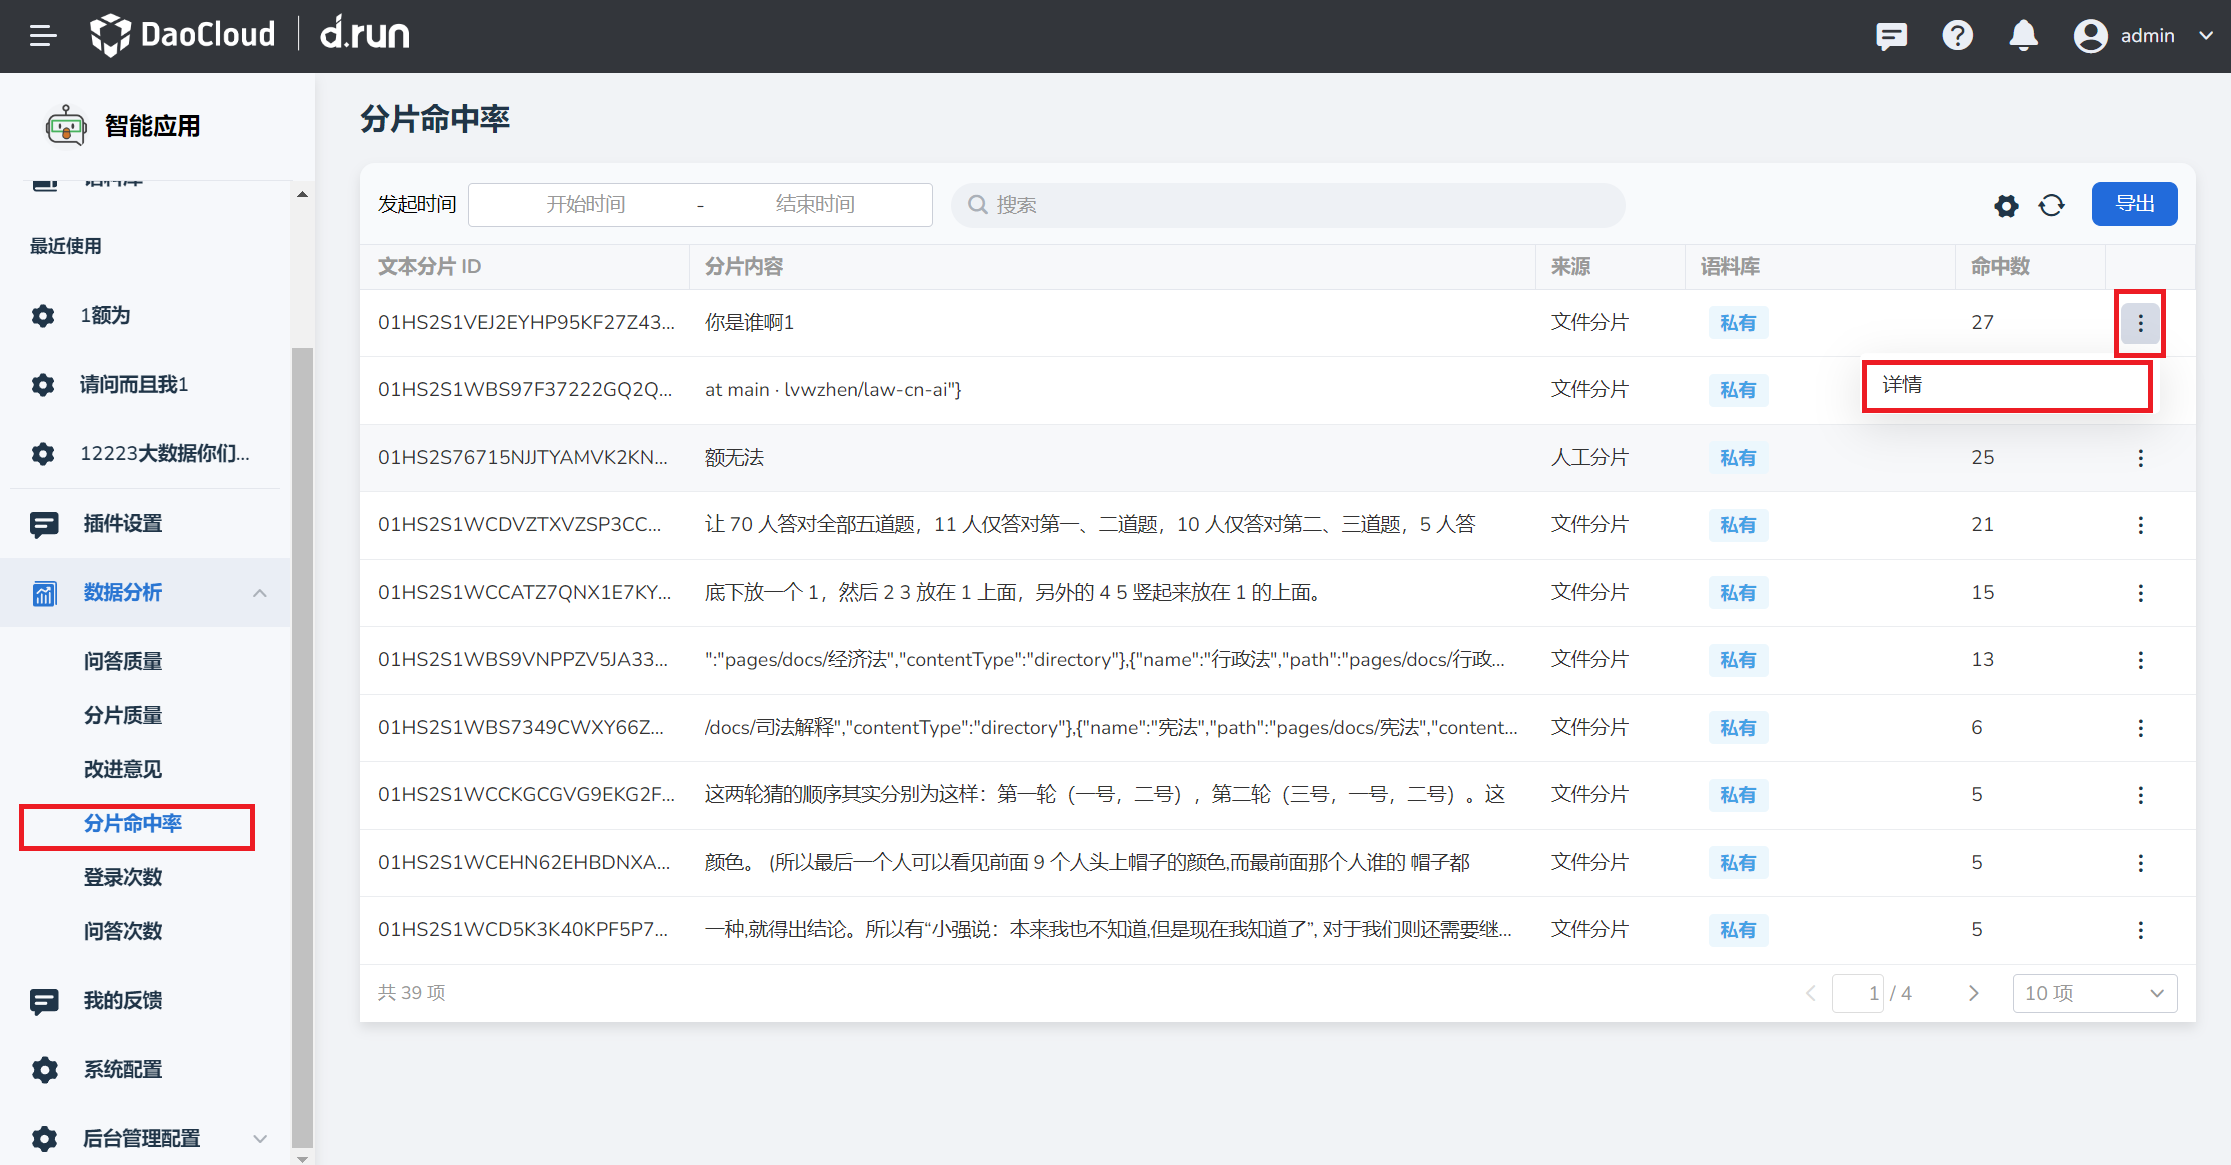 DaoCloud d.run
admin
智能应用
语料库
最近使用
1额为
请问而且我1
12223大数据你们...
插件设置
数据分析
问答质量
分片质量
改进意见
分片命中率
登录次数
问答次数
我的反馈
系统配置
后台管理配置
分片命中率
发起时间 开始时间 - 结束时间 搜索 导出
文本分片 ID 分片内容 来源 语料库 命中数
01HS2S1VEJ2EYHP95KF27Z43... 你是谁啊1 文件分片 私有 27
01HS2S1WBS97F37222GQ2Q... at main · lvwzhen/law-cn-ai"} 文件分片 私有
详情
01HS2S76715NJJTYAMVK2KN... 额无法 人工分片 私有 25
01HS2S1WCDVZTXVZSP3CC... 让 70 人答对全部五道题，11 人仅答对第一、二道题，10 人仅答对第二、三道题，5 人答 文件分片 私有 21
01HS2S1WCCATZ7QNX1E7KY... 底下放一个 1，然后 2 3 放在 1 上面，另外的 4 5 竖起来放在 1 的上面。 文件分片 私有 15
01HS2S1WBS9VNPPZV5JA33... ":"pages/docs/经济法","contentType":"directory"},{"name":"行政法","path":"pages/docs/行政... 文件分片 私有 13
01HS2S1WBS7349CWXY66Z... /docs/司法解释","contentType":"directory"},{"name":"宪法","path":"pages/docs/宪法","content... 文件分片 私有 6
01HS2S1WCCKGCGVG9EKG2F... 这两轮猜的顺序其实分别为这样：第一轮（一号，二号），第二轮（三号，一号，二号）。这 文件分片 私有 5
01HS2S1WCEHN62EHBDNXA... 颜色。 (所以最后一个人可以看见前面 9 个人头上帽子的颜色,而最前面那个人谁的 帽子都 文件分片 私有 5
01HS2S1WCD5K3K40KPF5P7... 一种,就得出结论。所以有“小强说：本来我也不知道,但是现在我知道了”, 对于我们则还需要继... 文件分片 私有 5
共 39 项 1 / 4 10 项